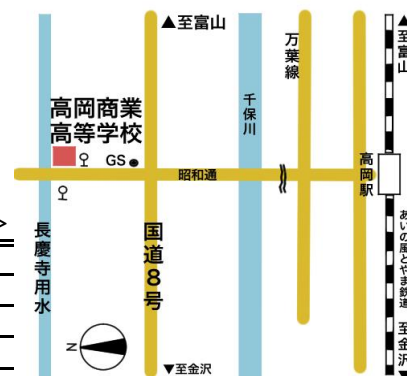 ▲至富山
万葉線
▲至富山
高岡商業
高等学校
千保川
GS
昭和通
高岡駅
長慶寺用水
国道8号
あいの風とやま鉄道
N
▼至金沢
至金沢▼